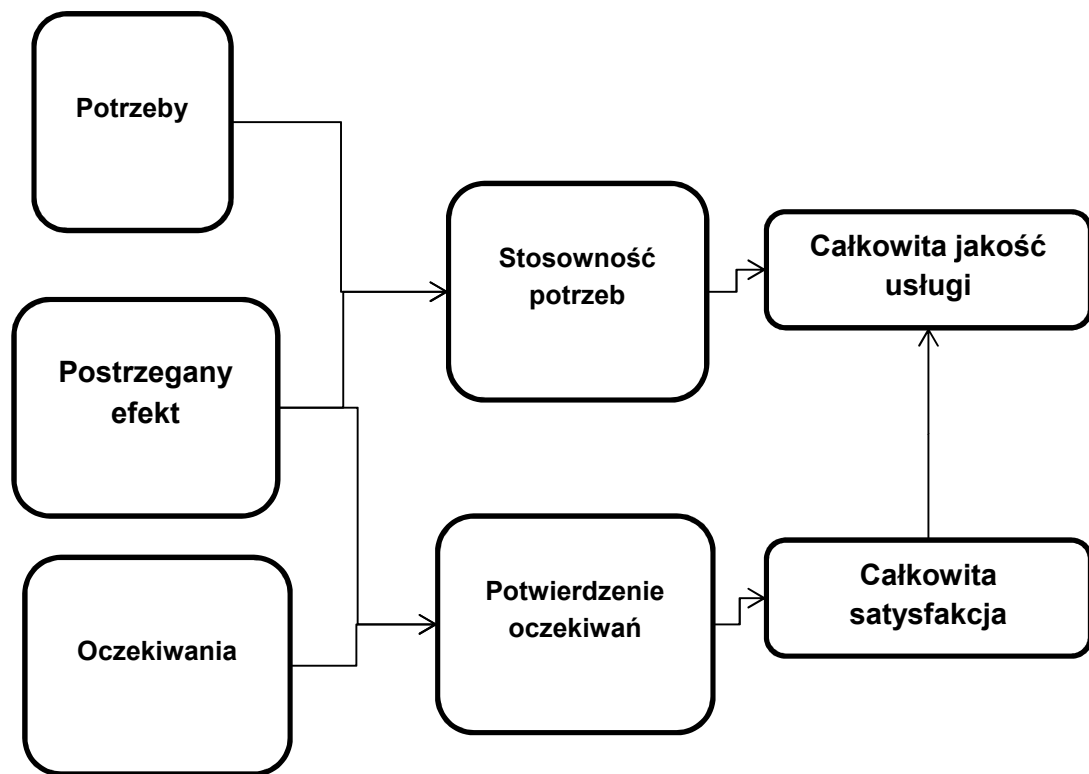 Potrzeby
Stosowność
potrzeb
Całkowita jakość
usługi
Postrzegany
efekt
Potwierdzenie
oczekiwań
Całkowita
satysfakcja
Oczekiwania